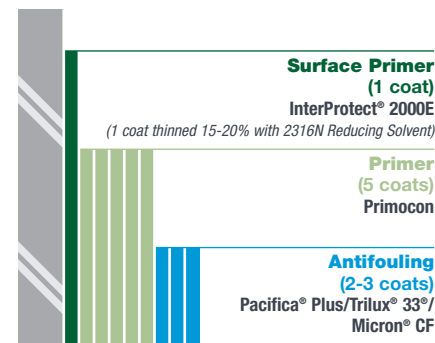 Surface Primer
(1 coat)
InterProtect® 2000E
(1 coat thinned 15-20% with 2316N Reducing Solvent)
Primer
(5 coats)
Primocon
Antifouling
(2-3 coats)
Pacifica® Plus/Trilux® 33®/
Micron® CF